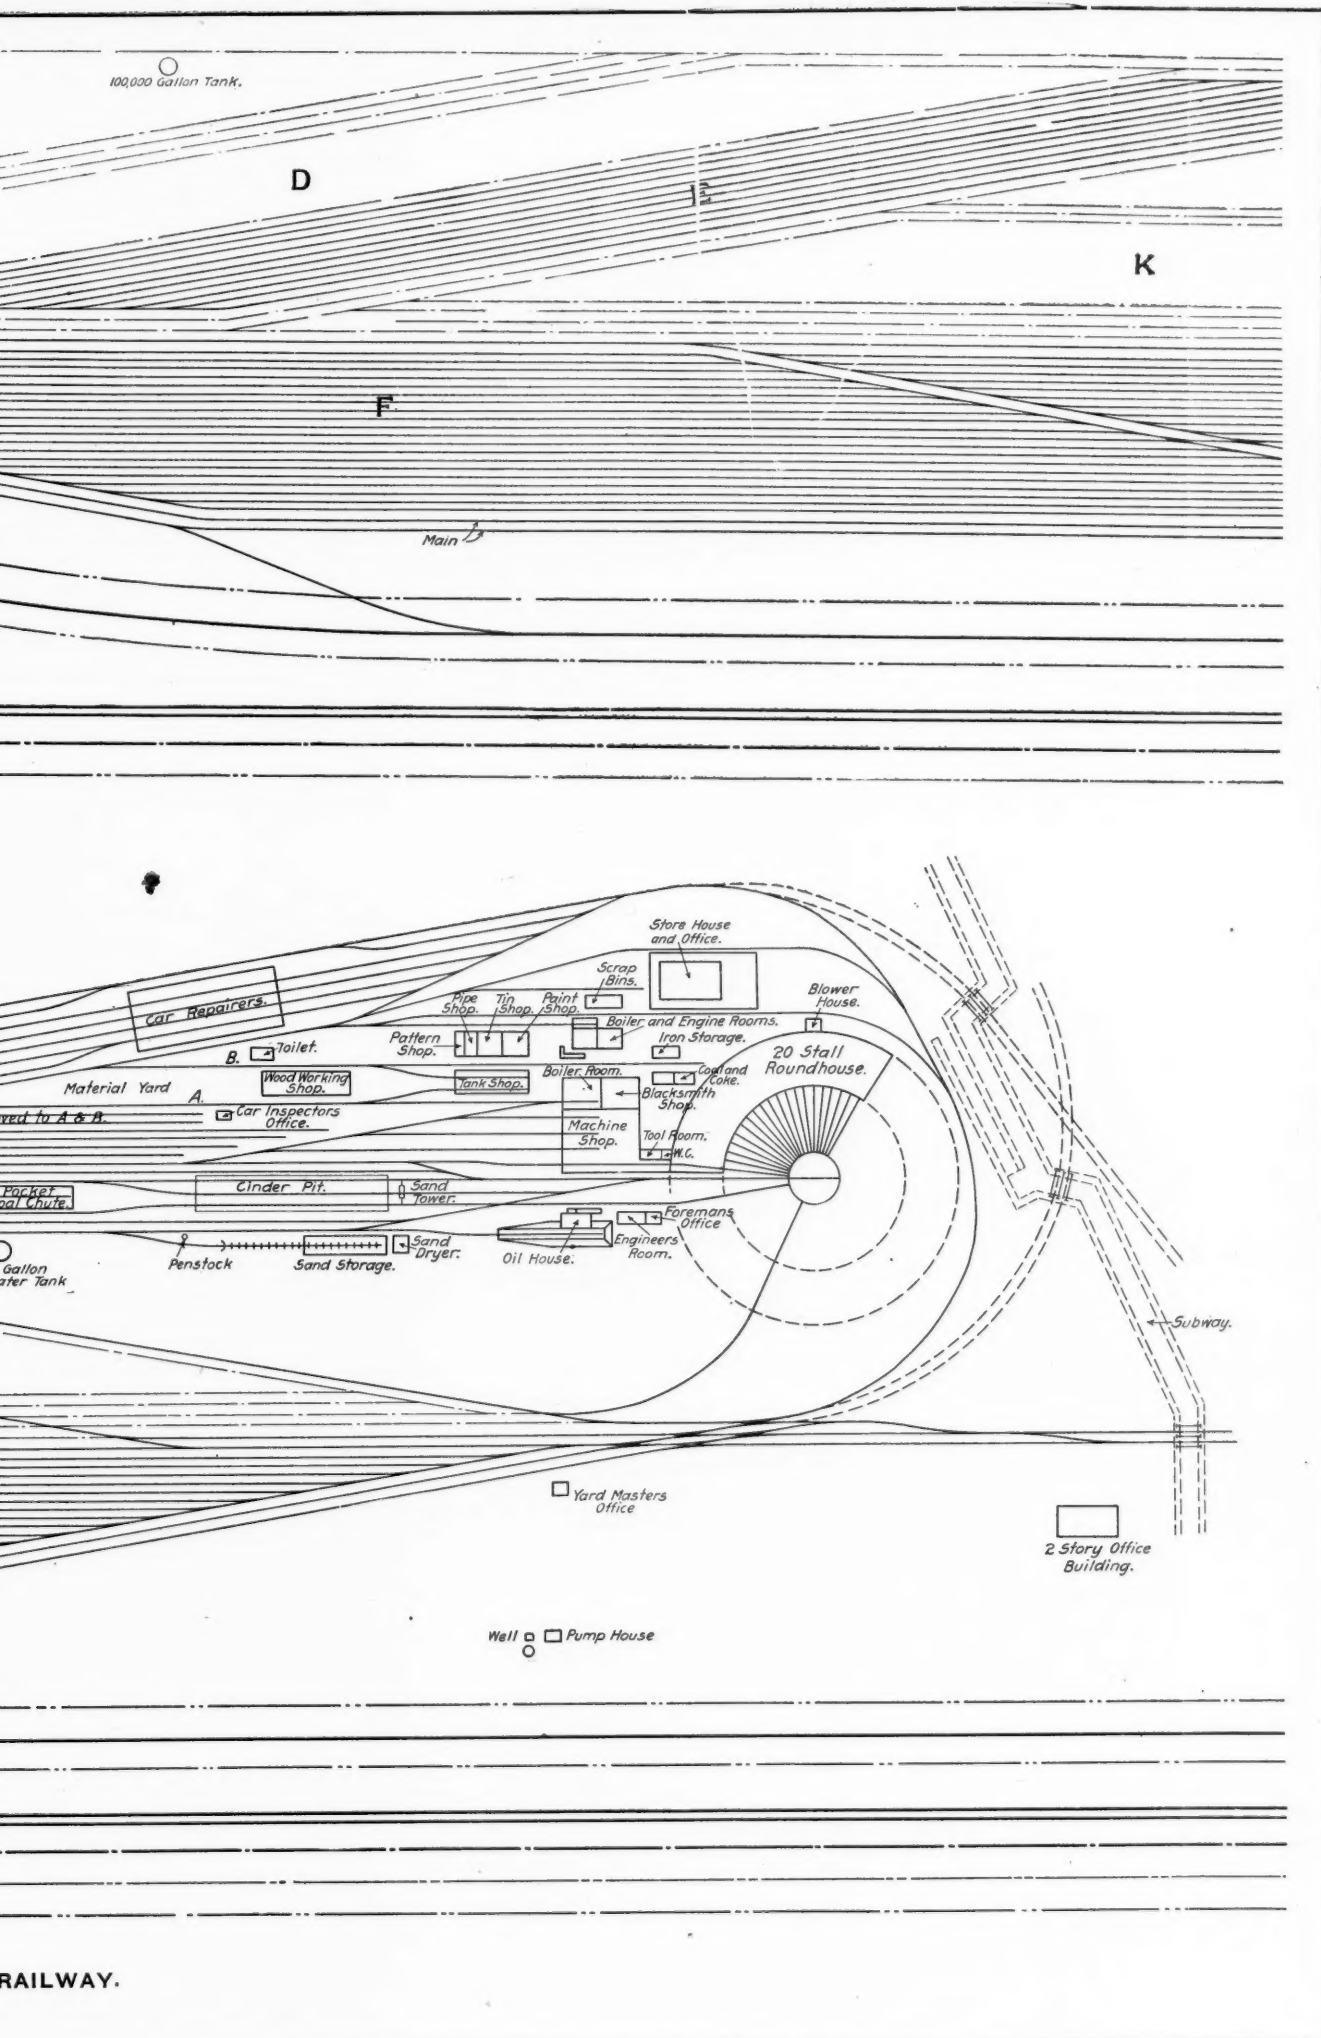 100,000 Gallon Tank.
D
E
K
F
Main
Store House
and Office.
Scrap
Bins.
Blower
House.
Car Repairers.
Pipe
Shop.
Tin
Shop.
Paint
Shop.
Pattern
Shop.
Boiler and Engine Rooms.
Iron Storage.
20 Stall
Roundhouse.
B.
Toilet.
Wood Working
Shop.
Tank Shop.
Boiler Room.
Coal and
Coke.
Blacksmith
Shop.
Material Yard
A.
ved to A & B.
Car Inspectors
Office.
Machine
Shop.
Tool Room.
W.C.
Pocket
oal Chute.
Cinder Pit.
Sand
Tower.
Foremans
Office
Engineers
Room.
Oil House.
Sand
Dryer.
Sand Storage.
Penstock
Gallon
ater Tank
Subway.
Yard Masters
Office
2 Story Office
Building.
Well
Pump House
RAILWAY.